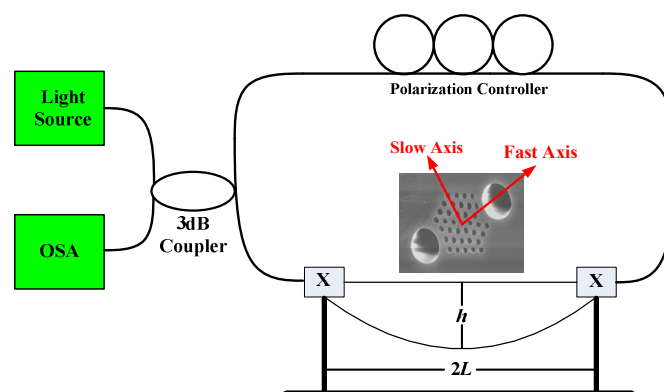 Light
Source
OSA
3dB
Coupler
Polarization Controller
Slow Axis
Fast Axis
X
X
h
2L